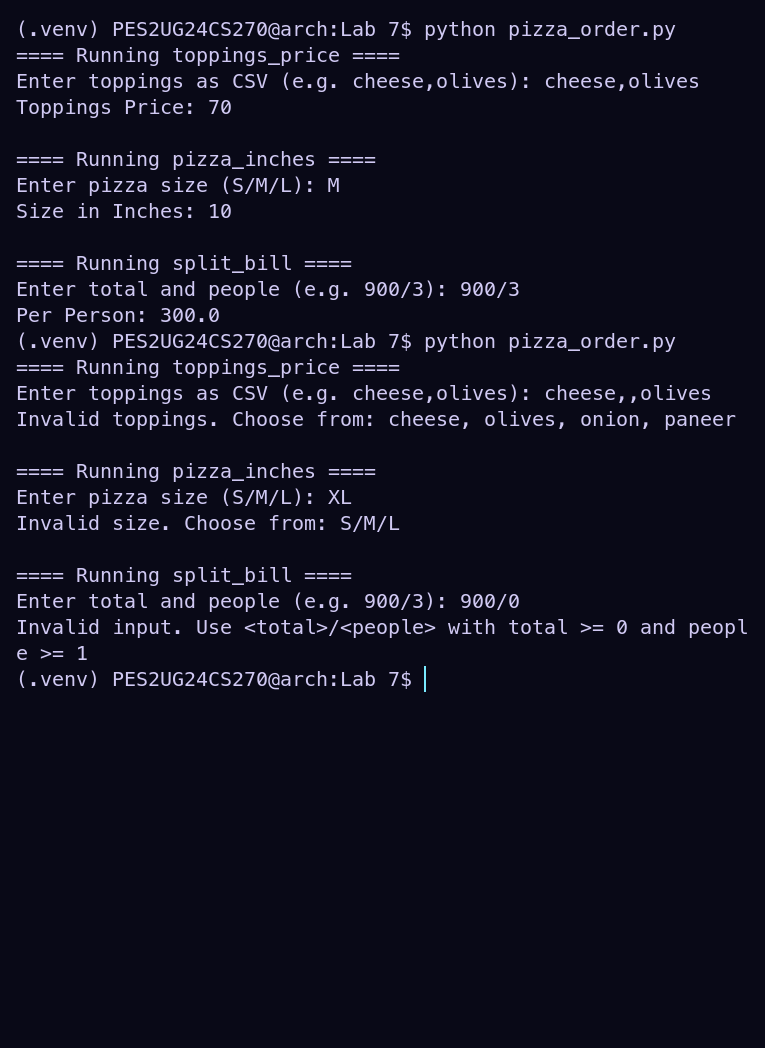 (.venv) PES2UG24CS270@arch:Lab 7$ python pizza_order.py
==== Running toppings_price ====
Enter toppings as CSV (e.g. cheese,olives): cheese,olives
Toppings Price: 70

==== Running pizza_inches ====
Enter pizza size (S/M/L): M
Size in Inches: 10

==== Running split_bill ====
Enter total and people (e.g. 900/3): 900/3
Per Person: 300.0
(.venv) PES2UG24CS270@arch:Lab 7$ python pizza_order.py
==== Running toppings_price ====
Enter toppings as CSV (e.g. cheese,olives): cheese,,olives
Invalid toppings. Choose from: cheese, olives, onion, paneer

==== Running pizza_inches ====
Enter pizza size (S/M/L): XL
Invalid size. Choose from: S/M/L

==== Running split_bill ====
Enter total and people (e.g. 900/3): 900/0
Invalid input. Use <total>/<people> with total >= 0 and peopl
e >= 1
(.venv) PES2UG24CS270@arch:Lab 7$